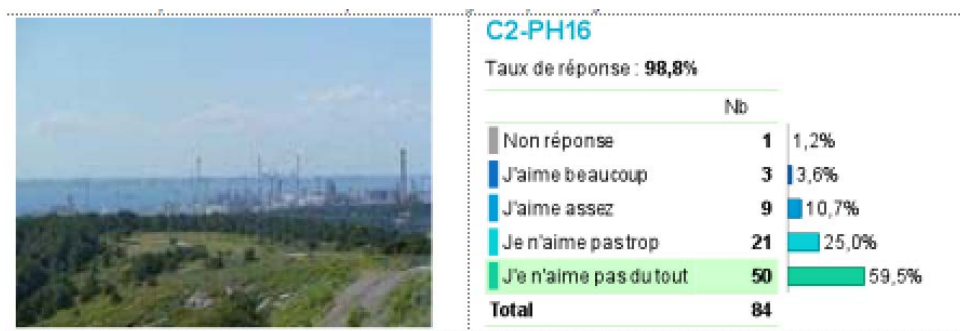 C2-PH16
Taux de réponse : 98,8%
Nb
Non réponse 1 1,2%
J'aime beaucoup 3 3,6%
J'aime assez 9 10,7%
Je n'aime pas trop 21 25,0%
J'e n'aime pas du tout 50 59,5%
Total 84